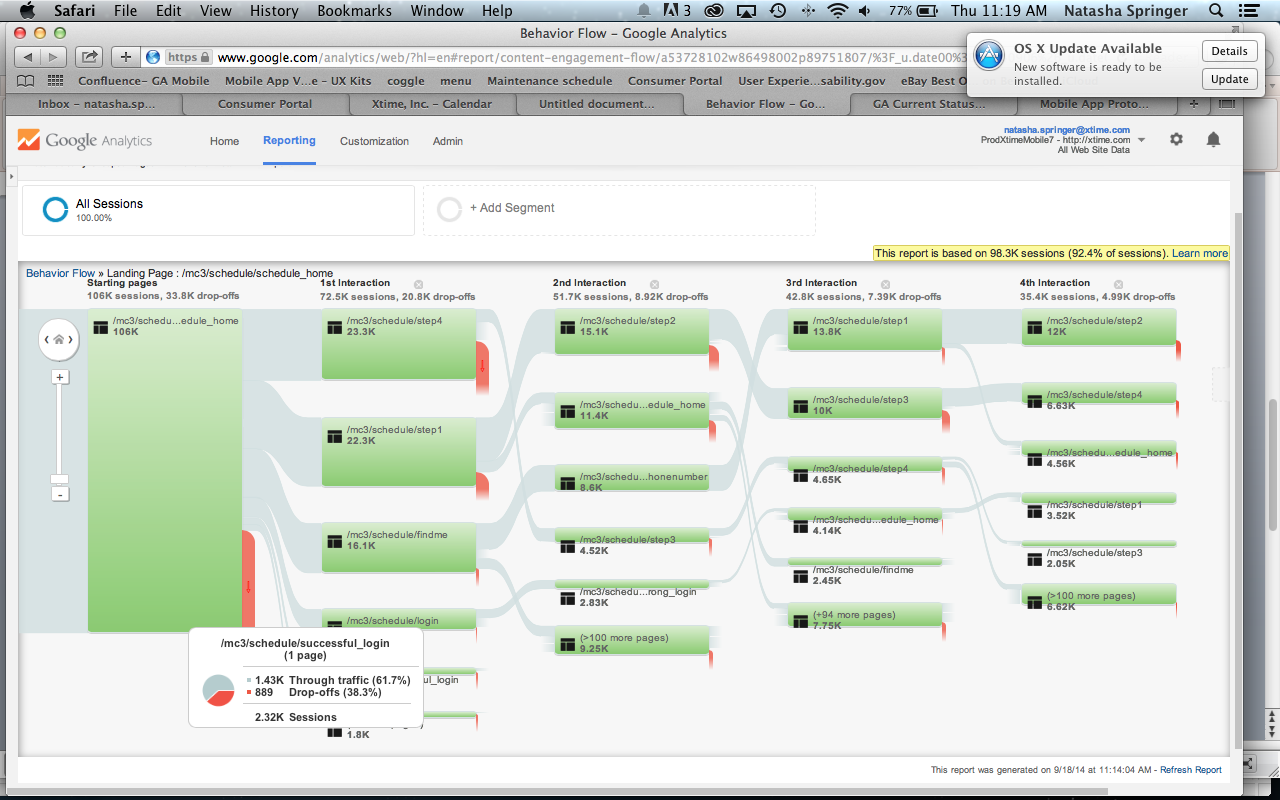 Safari File Edit View History Bookmarks Window Help 3 77% Thu 11:19 AM Natasha Springer
Behavior Flow – Google Analytics
https www.google.com/analytics/web/?hl=en#report/content-engagement-flow/a53728102w86498002p89751807/%3F_u.date00%3
OS X Update Available
New software is ready to be
installed.
Details
Update
Confluence- GA Mobile Mobile App V...e - UX Kits coggle menu Maintenance schedule Consumer Portal User Experie...sability.gov
Inbox – natasha.sp... Consumer Portal Xtime, Inc. – Calendar Untitled document... Behavior Flow – Go... GA Current Status... Mobile App Proto...
Google Analytics
Home Reporting Customization Admin
natasha.springer@xtime.com
ProdXtimeMobile7 - http://xtime.com
All Web Site Data
All Sessions
100.00%
+ Add Segment
This report is based on 98.3K sessions (92.4% of sessions). Learn more
Behavior Flow » Landing Page : /mc3/schedule/schedule_home
Starting pages
106K sessions, 33.8K drop-offs
1st Interaction
72.5K sessions, 20.8K drop-offs
2nd Interaction
51.7K sessions, 8.92K drop-offs
3rd Interaction
42.8K sessions, 7.39K drop-offs
4th Interaction
35.4K sessions, 4.99K drop-offs
/mc3/schedu...edule_home
106K
/mc3/schedule/step4
23.3K
/mc3/schedule/step1
22.3K
/mc3/schedule/findme
16.1K
/mc3/schedule/login
ul_login
1.8K
/mc3/schedule/step2
15.1K
/mc3/schedu...edule_home
11.4K
/mc3/schedu...honenumber
8.6K
/mc3/schedule/step3
4.52K
/mc3/schedu...rong_login
2.83K
(>100 more pages)
9.25K
/mc3/schedule/step1
13.8K
/mc3/schedule/step3
10K
/mc3/schedule/step4
4.65K
/mc3/schedu...edule_home
4.14K
/mc3/schedule/findme
2.45K
(+94 more pages)
7.75K
/mc3/schedule/step2
12K
/mc3/schedule/step4
6.63K
/mc3/schedu...edule_home
4.56K
/mc3/schedule/step1
3.52K
/mc3/schedule/step3
2.05K
(>100 more pages)
6.62K
/mc3/schedule/successful_login
(1 page)
1.43K Through traffic (61.7%)
889 Drop-offs (38.3%)
2.32K Sessions
This report was generated on 9/18/14 at 11:14:04 AM - Refresh Report